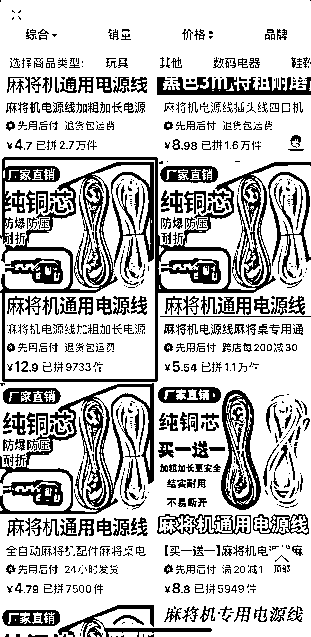 综合
销量
价格
品牌
选择商品类型:
玩具
其他
数码电器
鞋靴
麻将机通用电源线
麻将机电源线加粗加长电源
先用后付 退货包运费
¥4.7 已拼2.7万件
黑色3m,特粗耐磨
麻将机电源线插头线四口机
先用后付 退货包运费
¥8.98 已拼1.6万件
厂家直销
纯铜芯
防爆防压
耐折
麻将机通用电源线
麻将机电源线加粗加长电源
先用后付 退货包运费
¥12.9 已拼9733件
厂家直销
纯铜芯
防爆防压
耐折
麻将机通用电源线
麻将机电源线麻将桌专用通
先用后付 跨店每200减30
¥5.54 已拼1.1万件
厂家直销
纯铜芯
防爆防压
耐折
麻将机通用电源线
全自动麻将机配件麻将桌电
先用后付 24小时发货
¥4.79 已拼7500件
厂家直销
纯铜芯
买一送一
加粗加长更安全
结实耐用
不易断开
麻将机通用电源线
【买一送一】麻将机电源线麻
先用后付 满20减1
顶部
¥8.8 已拼5949件
厂家直销
麻将机专用电源线